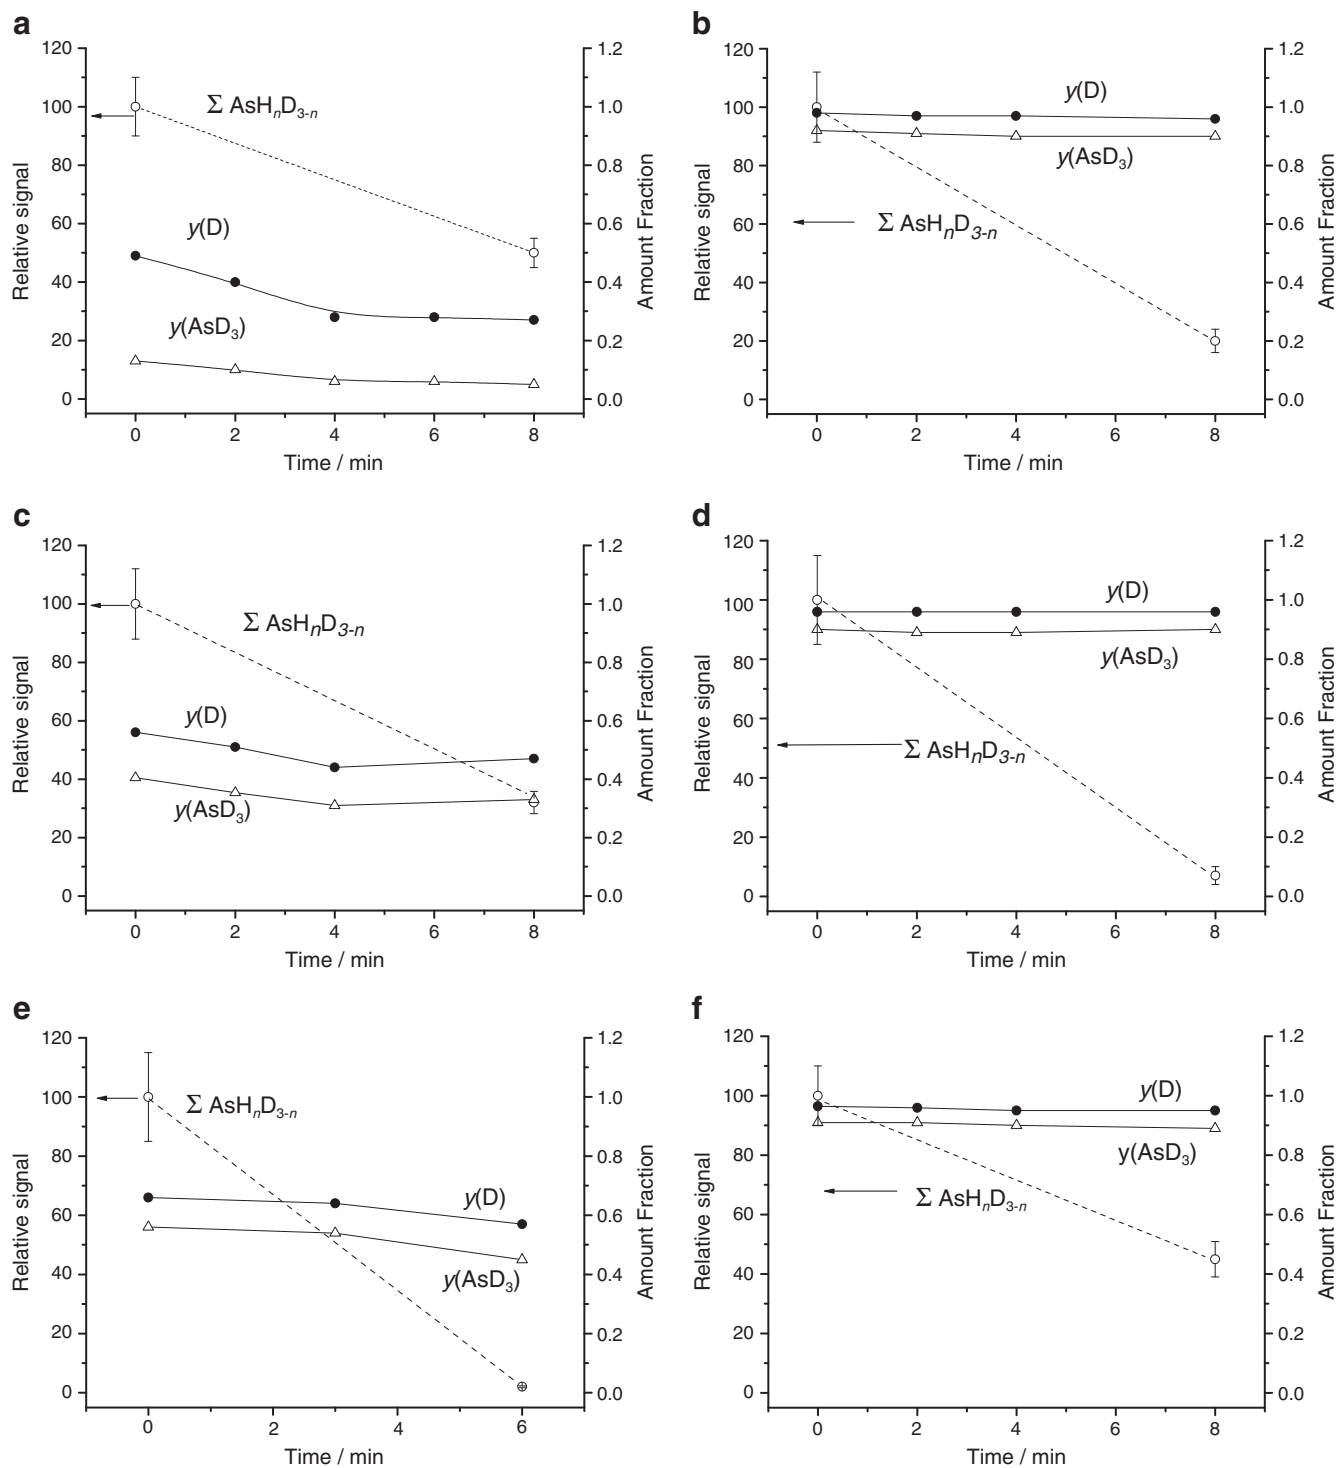 a
120
100
80
60
40
20
0
Relative signal
1.2
1.0
0.8
0.6
0.4
0.2
0.0
Amount Fraction
Σ AsHₙD₃₋ₙ
y(D)
y(AsD₃)
0 2 4 6 8
Time / min
b
120
100
80
60
40
20
0
Relative signal
1.2
1.0
0.8
0.6
0.4
0.2
0.0
Amount Fraction
y(D)
y(AsD₃)
Σ AsHₙD₃₋ₙ
0 2 4 6 8
Time / min
c
120
100
80
60
40
20
0
Relative signal
1.2
1.0
0.8
0.6
0.4
0.2
0.0
Amount Fraction
Σ AsHₙD₃₋ₙ
y(D)
y(AsD₃)
0 2 4 6 8
Time / min
d
120
100
80
60
40
20
0
Relative signal
1.2
1.0
0.8
0.6
0.4
0.2
0.0
Amount Fraction
y(D)
y(AsD₃)
Σ AsHₙD₃₋ₙ
0 2 4 6 8
Time / min
e
120
100
80
60
40
20
0
Relative signal
1.2
1.0
0.8
0.6
0.4
0.2
0.0
Amount Fraction
Σ AsHₙD₃₋ₙ
y(D)
y(AsD₃)
0 2 4 6
Time / min
f
120
100
80
60
40
20
0
Relative signal
1.2
1.0
0.8
0.6
0.4
0.2
0.0
Amount Fraction
y(D)
y(AsD₃)
Σ AsHₙD₃₋ₙ
0 2 4 6 8
Time / min